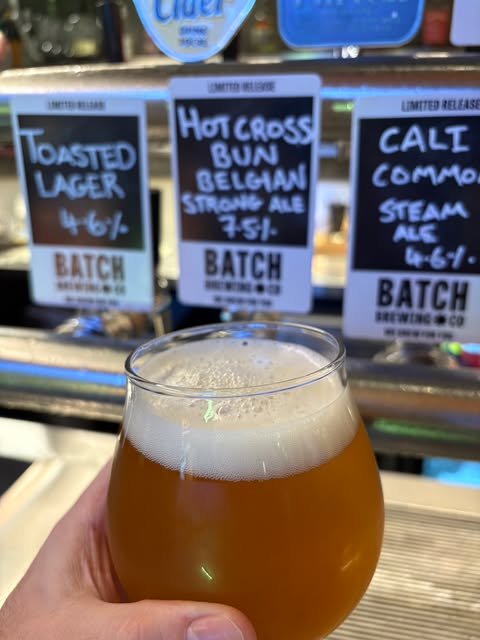 Cider
LIMITED RELEASE
TOASTED
LAGER
4.6%
BATCH
BREWING CO
LIMITED RELEASE
HOT CROSS
BUN
BELGIAN
STRONG ALE
7.5%
BATCH
BREWING CO
LIMITED RELEASE
CALI
COMMO
STEAM
ALE
4.6%
BATCH
BREWING CO